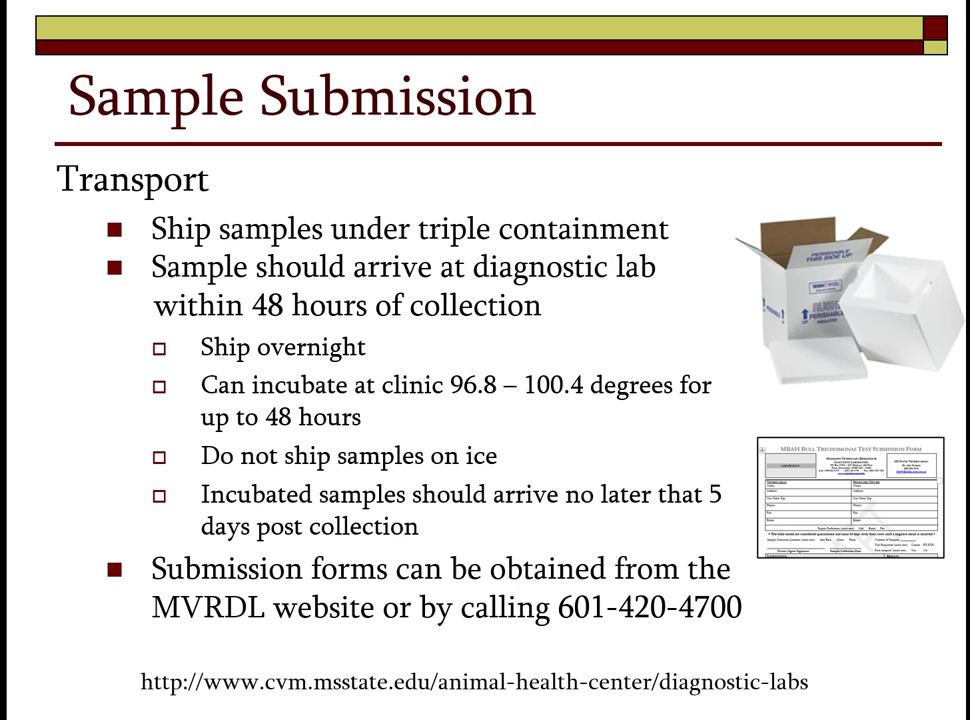 Sample Submission
Transport
Ship samples under triple containment
Sample should arrive at diagnostic lab
within 48 hours of collection
Ship overnight
Can incubate at clinic 96.8 – 100.4 degrees for
up to 48 hours
Do not ship samples on ice
Incubated samples should arrive no later that 5
days post collection
Submission forms can be obtained from the
MVRDL website or by calling 601-420-4700
http://www.cvm.msstate.edu/animal-health-center/diagnostic-labs
PERISHABLE
THIS SIDE UP
PERISHABLE
MBAH BULL TRICHOMONAS TEST SUBMISSION FORM